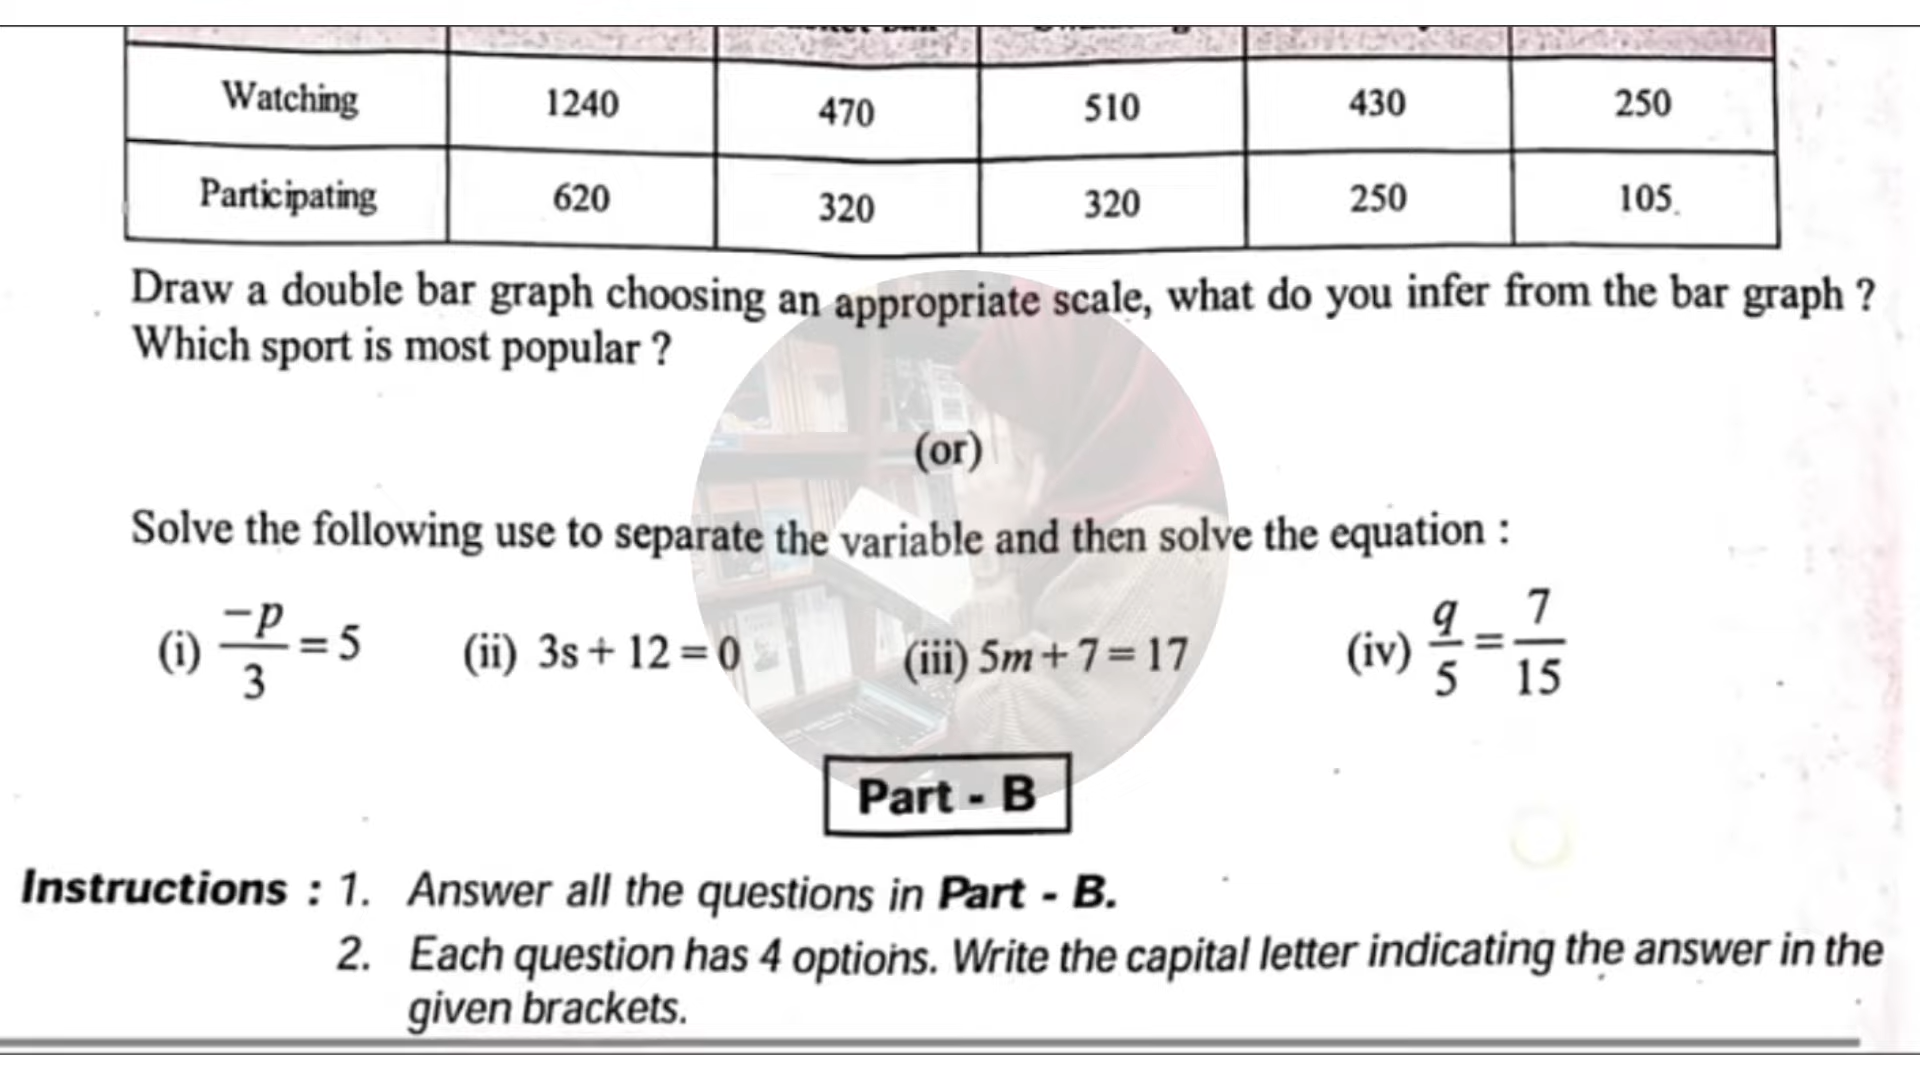 Watching 1240 470 510 430 250
Participating 620 320 320 250 105.
Draw a double bar graph choosing an appropriate scale, what do you infer from the bar graph ?
Which sport is most popular ?
(or)
Solve the following use to separate the variable and then solve the equation :
(i) -p/3 = 5 (ii) 3s + 12 = 0 (iii) 5m + 7 = 17 (iv) q/5 = 7/15
Part - B
Instructions : 1. Answer all the questions in Part - B.
2. Each question has 4 options. Write the capital letter indicating the answer in the
given brackets.